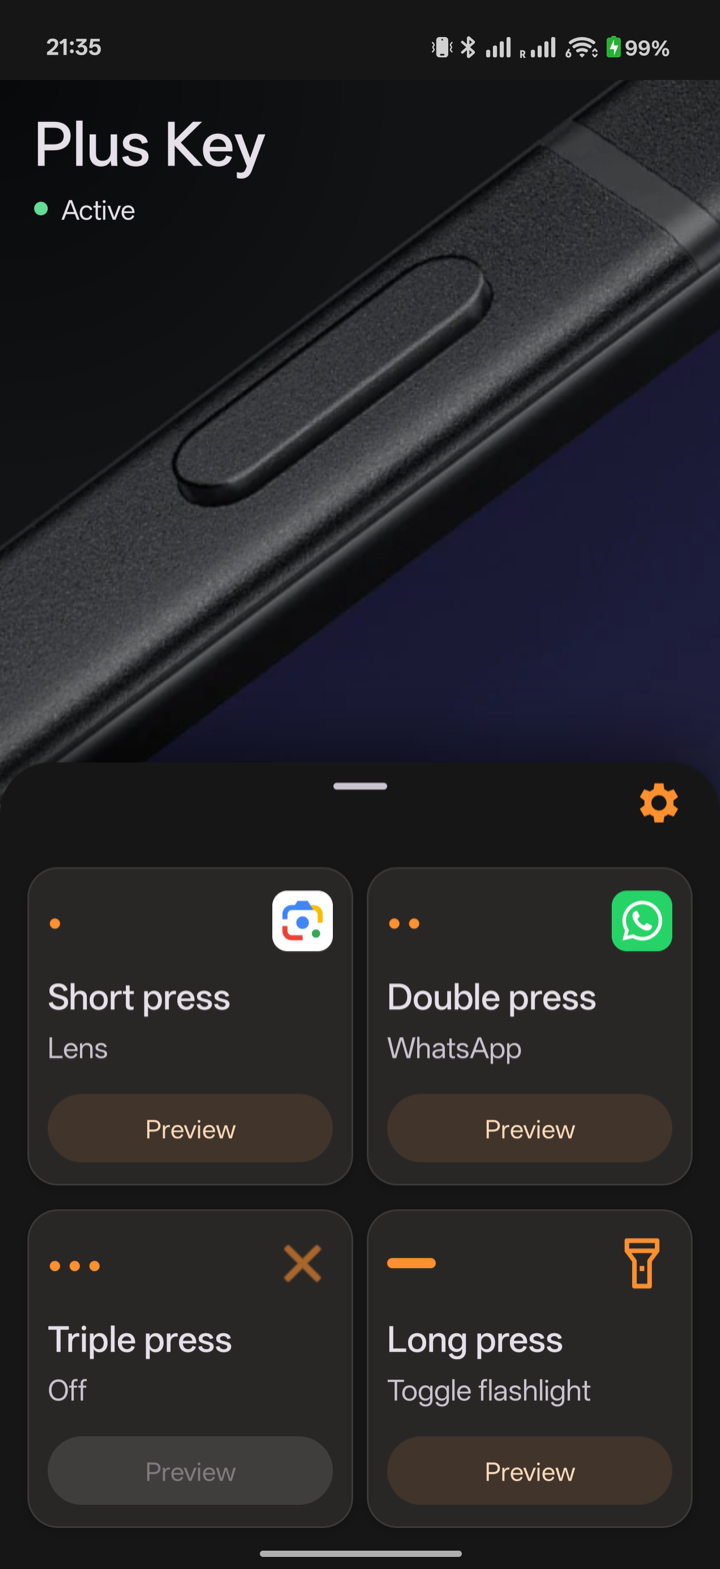 21:35
R
6
99%
Plus Key
Active
Short press
Lens
Preview
Double press
WhatsApp
Preview
Triple press
Off
Preview
Long press
Toggle flashlight
Preview